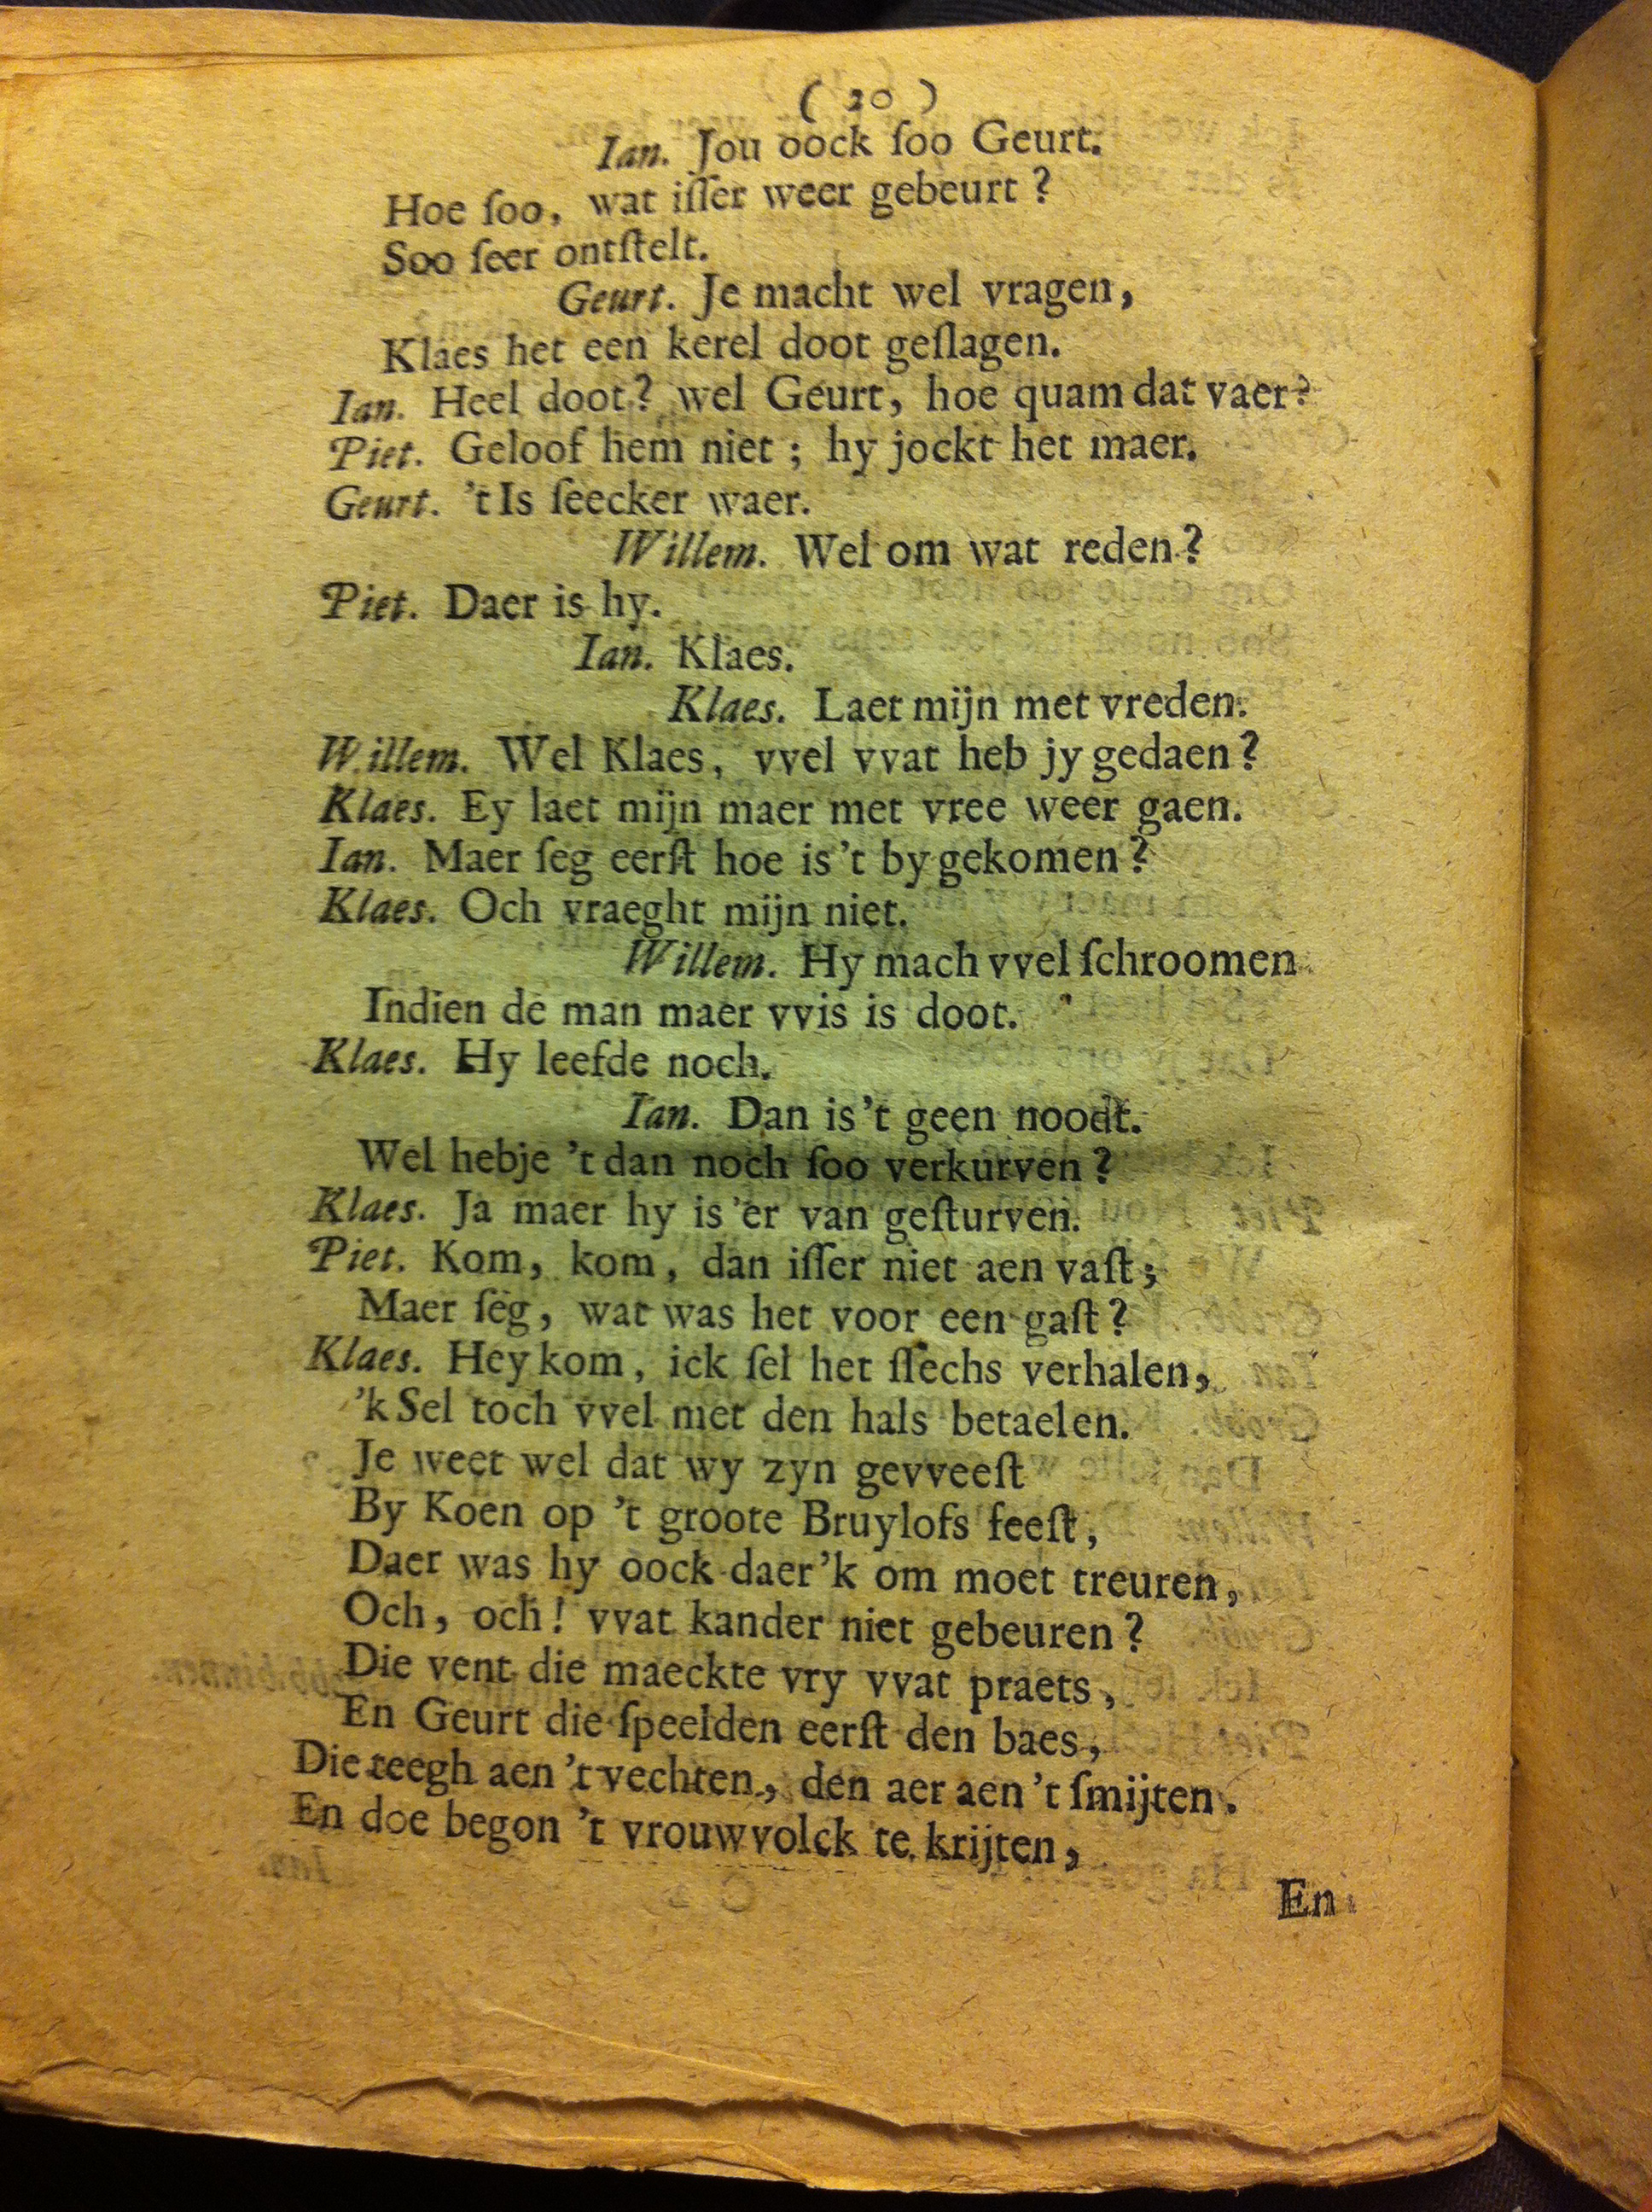 ( 20 )
Ian. Jou oock ſoo Geurt.
Hoe ſoo, wat iſſer weer gebeurt?
Soo ſeer ontſtelt.
Geurt. Je macht wel vragen,
Klaes het een kerel doot geſlagen.
Ian. Heel doot? wel Geurt, hoe quam dat vaer?
Piet. Geloof hem niet; hy jockt het maer.
Geurt. 't Is ſeecker waer.
Willem. Wel om wat reden?
Piet. Daer is hy.
Ian. Klaes.
Klaes. Laet mijn met vreden.
Willem. Wel Klaes, vvel vvat heb jy gedaen?
Klaes. Ey laet mijn maer met vree weer gaen.
Ian. Maer ſeg eerſt hoe is 't by gekomen?
Klaes. Och vraeght mijn niet.
Willem. Hy mach vvel ſchroomen
Indien de man maer vvis is doot.
Klaes. Hy leefde noch.
Ian. Dan is 't geen noodt.
Wel hebje 't dan noch ſoo verkurven?
Klaes. Ja maer hy is 'er van geſturven.
Piet. Kom, kom, dan iſſer niet aen vaſt;
Maer ſeg, wat was het voor een gaſt?
Klaes. Hey kom, ick ſel het ſlechs verhalen,
'k Sel toch vvel met den hals betaelen.
Je weet wel dat wy zyn gevveeſt
By Koen op 't groote Bruylofs feeſt,
Daer was hy oock daer 'k om moet treuren,
Och, och! vvat kander niet gebeuren?
Die vent die maeckte vry vvat praets,
En Geurt die ſpeelden eerſt den baes,
Die teegh aen 't vechten, den aer aen 't ſmijten.
En doe begon 't vrouwvolck te krijten,
En